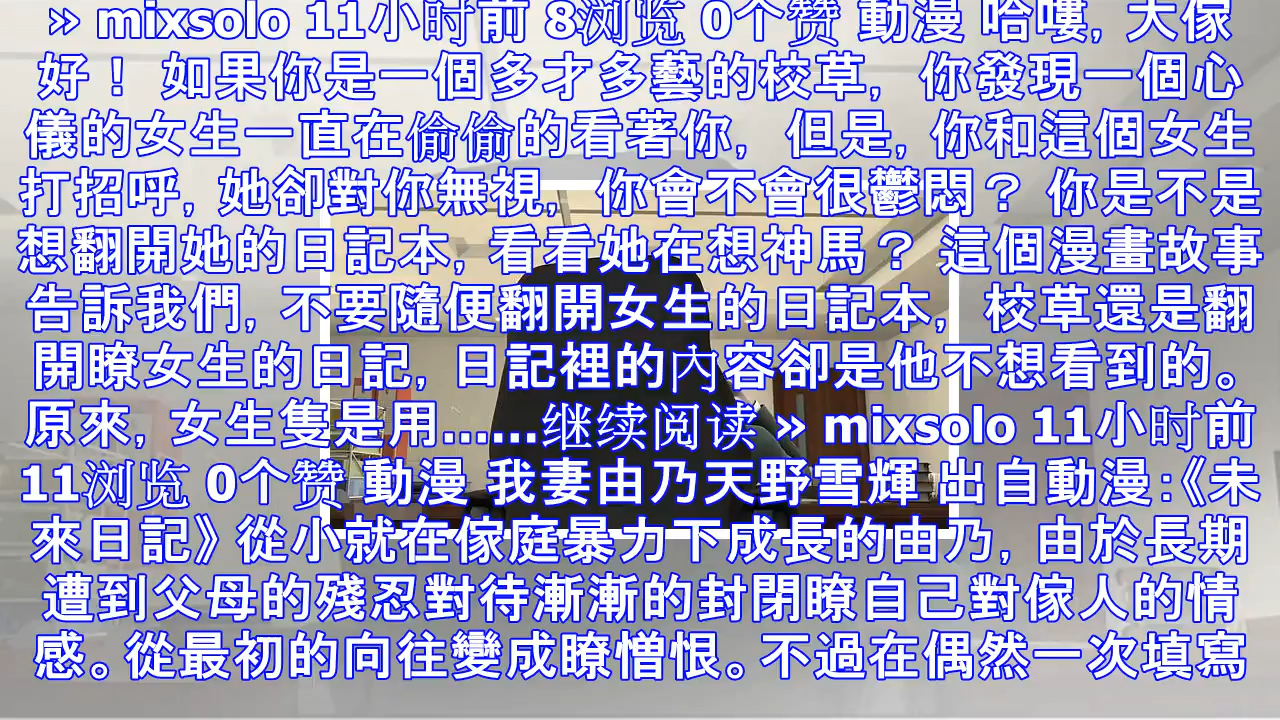 » mixsolo 11小时前 8浏览 0个赞 動漫 哈嘍, 大傢
好！ 如果你是一個多才多藝的校草, 你發現一個心
儀的女生一直在偷偷的看著你, 但是, 你和這個女生
打招呼, 她卻對你無視, 你會不會很鬱悶？ 你是不是
想翻開她的日記本, 看看她在想神馬？ 這個漫畫故事
告訴我們, 不要隨便翻開女生的日記本, 校草還是翻
開瞭女生的日記, 日記裡的內容卻是他不想看到的。
原來, 女生隻是用……继续阅读 » mixsolo 11小时前
11浏览 0个赞 動漫 我妻由乃天野雪輝 出自動漫:《未
來日記》從小就在傢庭暴力下成長的由乃, 由於長期
遭到父母的殘忍對待漸漸的封閉瞭自己對傢人的情
感。從最初的向往變成瞭憎恨。不過在偶然一次填寫